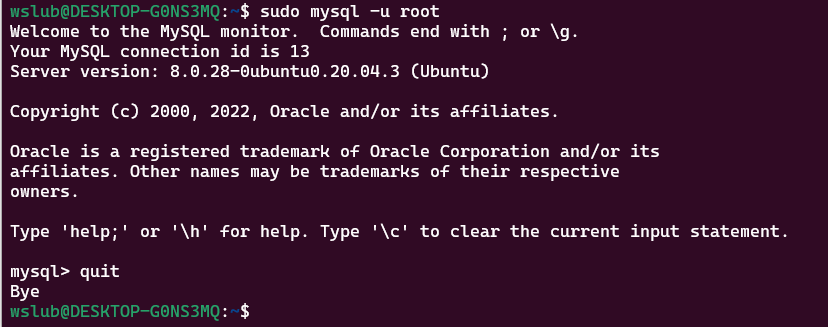 wslub@DESKTOP-G0NS3MQ:~$ sudo mysql -u root
Welcome to the MySQL monitor.  Commands end with ; or \g.
Your MySQL connection id is 13
Server version: 8.0.28-0ubuntu0.20.04.3 (Ubuntu)

Copyright (c) 2000, 2022, Oracle and/or its affiliates.

Oracle is a registered trademark of Oracle Corporation and/or its
affiliates. Other names may be trademarks of their respective
owners.

Type 'help;' or '\h' for help. Type '\c' to clear the current input statement.

mysql> quit
Bye
wslub@DESKTOP-G0NS3MQ:~$